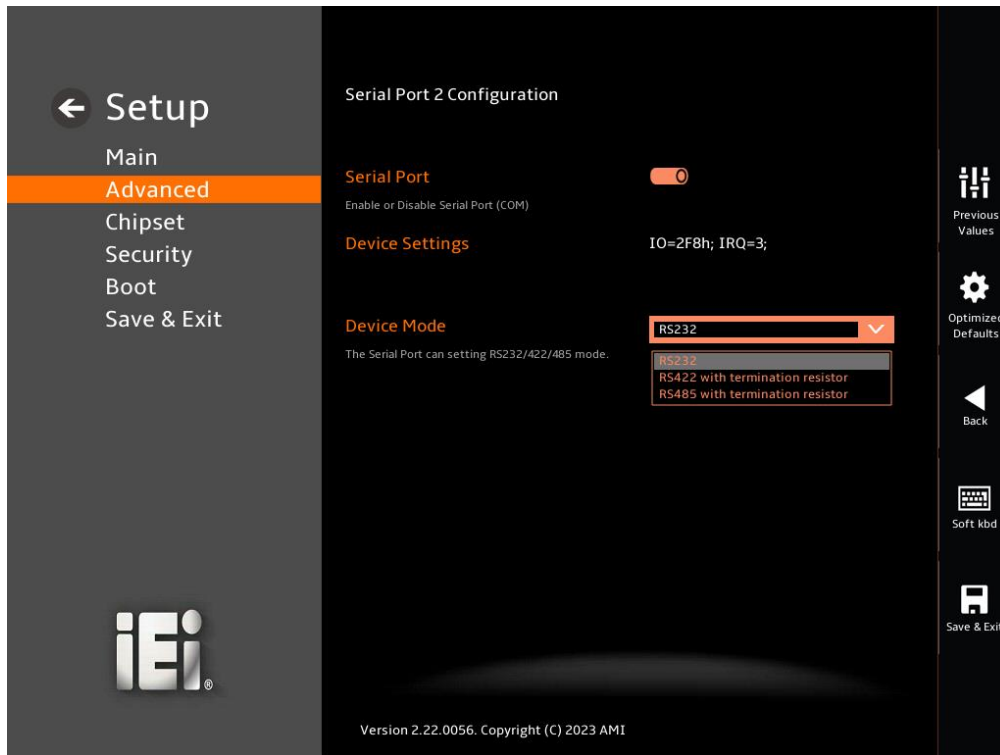 Setup
Main
Advanced
Chipset
Security
Boot
Save & Exit
iEi®
Serial Port 2 Configuration
Serial Port
Enable or Disable Serial Port (COM)
Device Settings
IO=2F8h; IRQ=3;
Device Mode
RS232
The Serial Port can setting RS232/422/485 mode.
RS232
RS422 with termination resistor
RS485 with termination resistor
Version 2.22.0056. Copyright (C) 2023 AMI
Previous
Values
Optimized
Defaults
Back
Soft kbd
Save & Exit